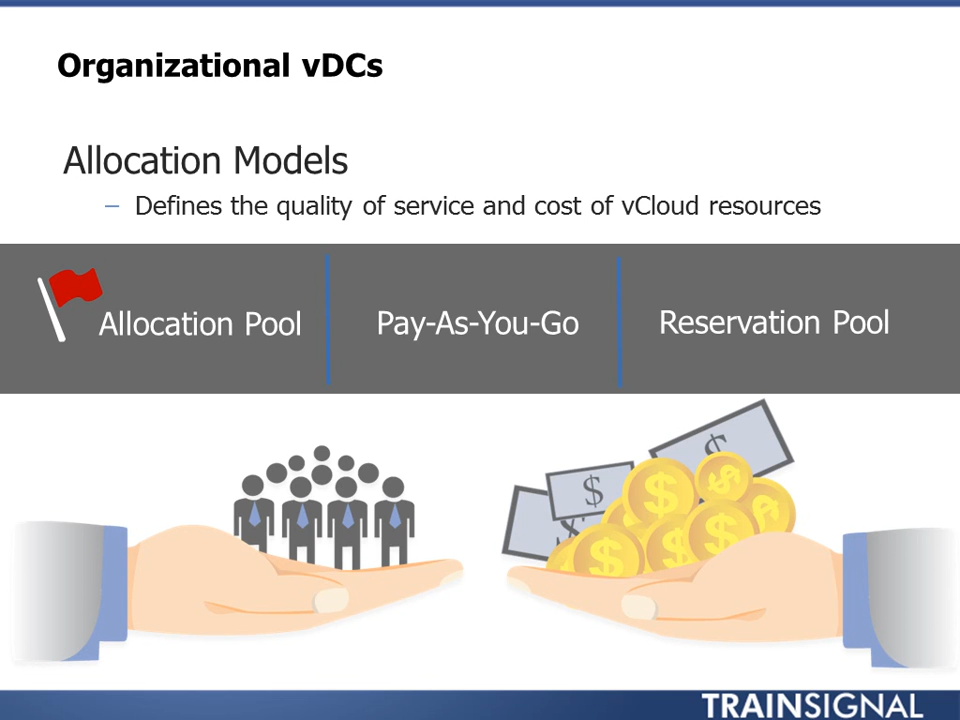 Organizational vDCs
Allocation Models
– Defines the quality of service and cost of vCloud resources
Allocation Pool
Pay-As-You-Go
Reservation Pool
$
$
$
$
$
$
$
$
TRAINSIGNAL